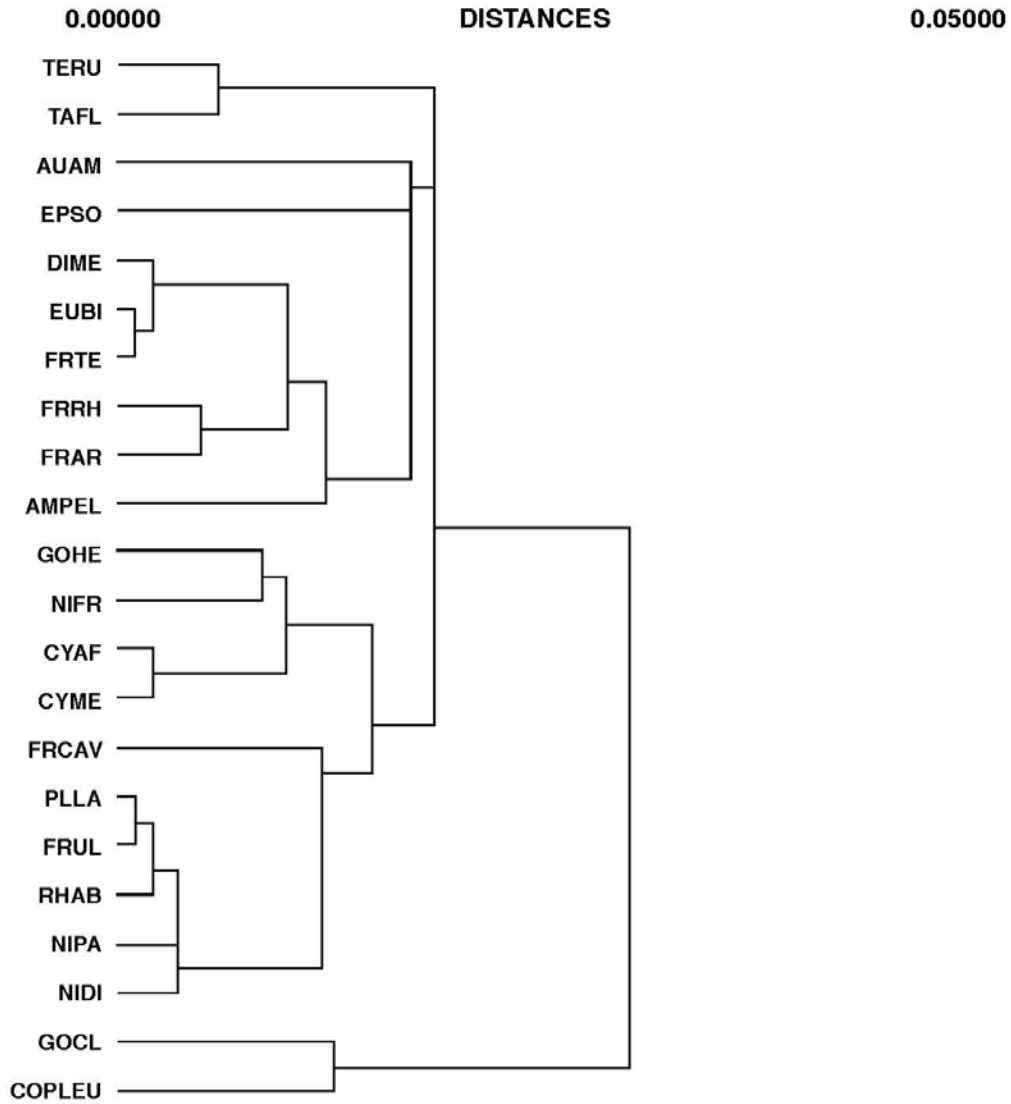 0.00000 DISTANCES 0.05000
TERU
TAFL
AUAM
EPSO
DIME
EUBI
FRTE
FRRH
FRAR
AMPEL
GOHE
NIFR
CYAF
CYME
FRCAV
PLLA
FRUL
RHAB
NIPA
NIDI
GOCL
COPLEU